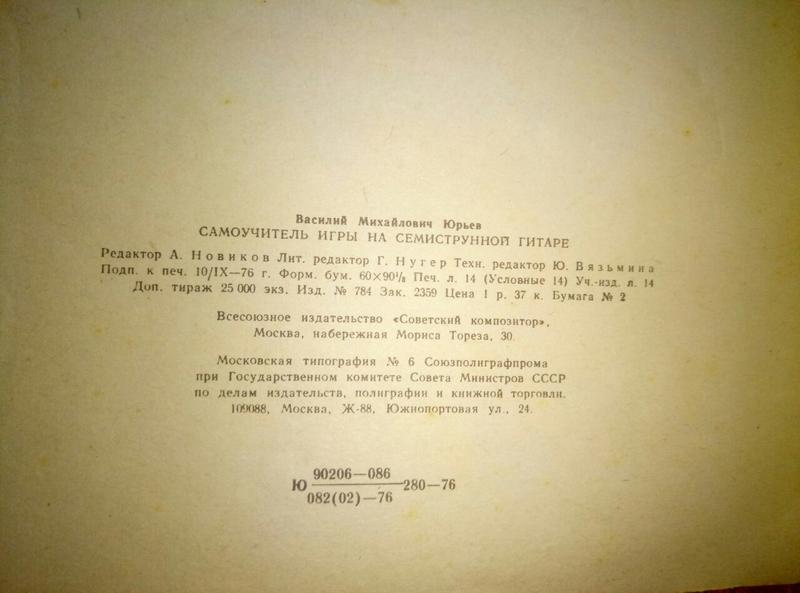 Василий Михайлович Юрьев
САМОУЧИТЕЛЬ ИГРЫ НА СЕМИСТРУННОЙ ГИТАРЕ
Редактор А. Новиков Лит. редактор Г. Нугер Техн. редактор Ю. Вязьмина
Подп. к печ. 10/IX—76 г. Форм. бум. 60×90¹/₈ Печ. л. 14 (Условные 14) Уч.-изд. л. 14
Доп. тираж 25 000 экз. Изд. № 784 Зак. 2359 Цена 1 р. 37 к. Бумага № 2
Всесоюзное издательство «Советский композитор»,
Москва, набережная Мориса Тореза, 30.
Московская типография № 6 Союзполиграфпрома
при Государственном комитете Совета Министров СССР
по делам издательств, полиграфии и книжной торговли.
109088, Москва, Ж-88, Южнопортовая ул., 24.
90206—086
Ю 280—76
082(02)—76